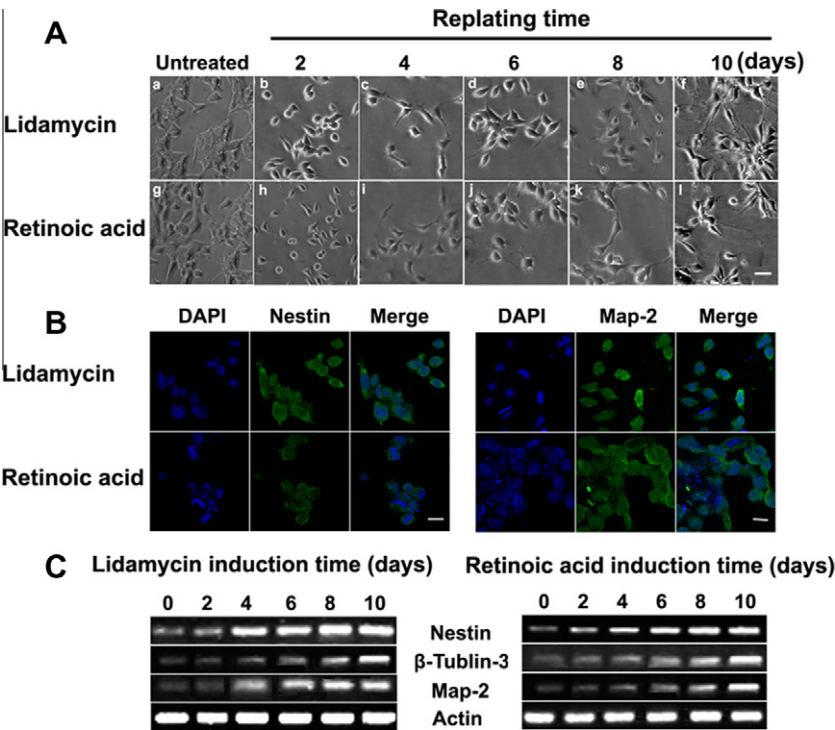 A
Replating time
Untreated 2 4 6 8 10 (days)
a b c d e f
Lidamycin
g h i j k l
Retinoic acid
B
DAPI Nestin Merge DAPI Map-2 Merge
Lidamycin
Retinoic acid
C
Lidamycin induction time (days) Retinoic acid induction time (days)
0 2 4 6 8 10 0 2 4 6 8 10
Nestin
β-Tublin-3
Map-2
Actin